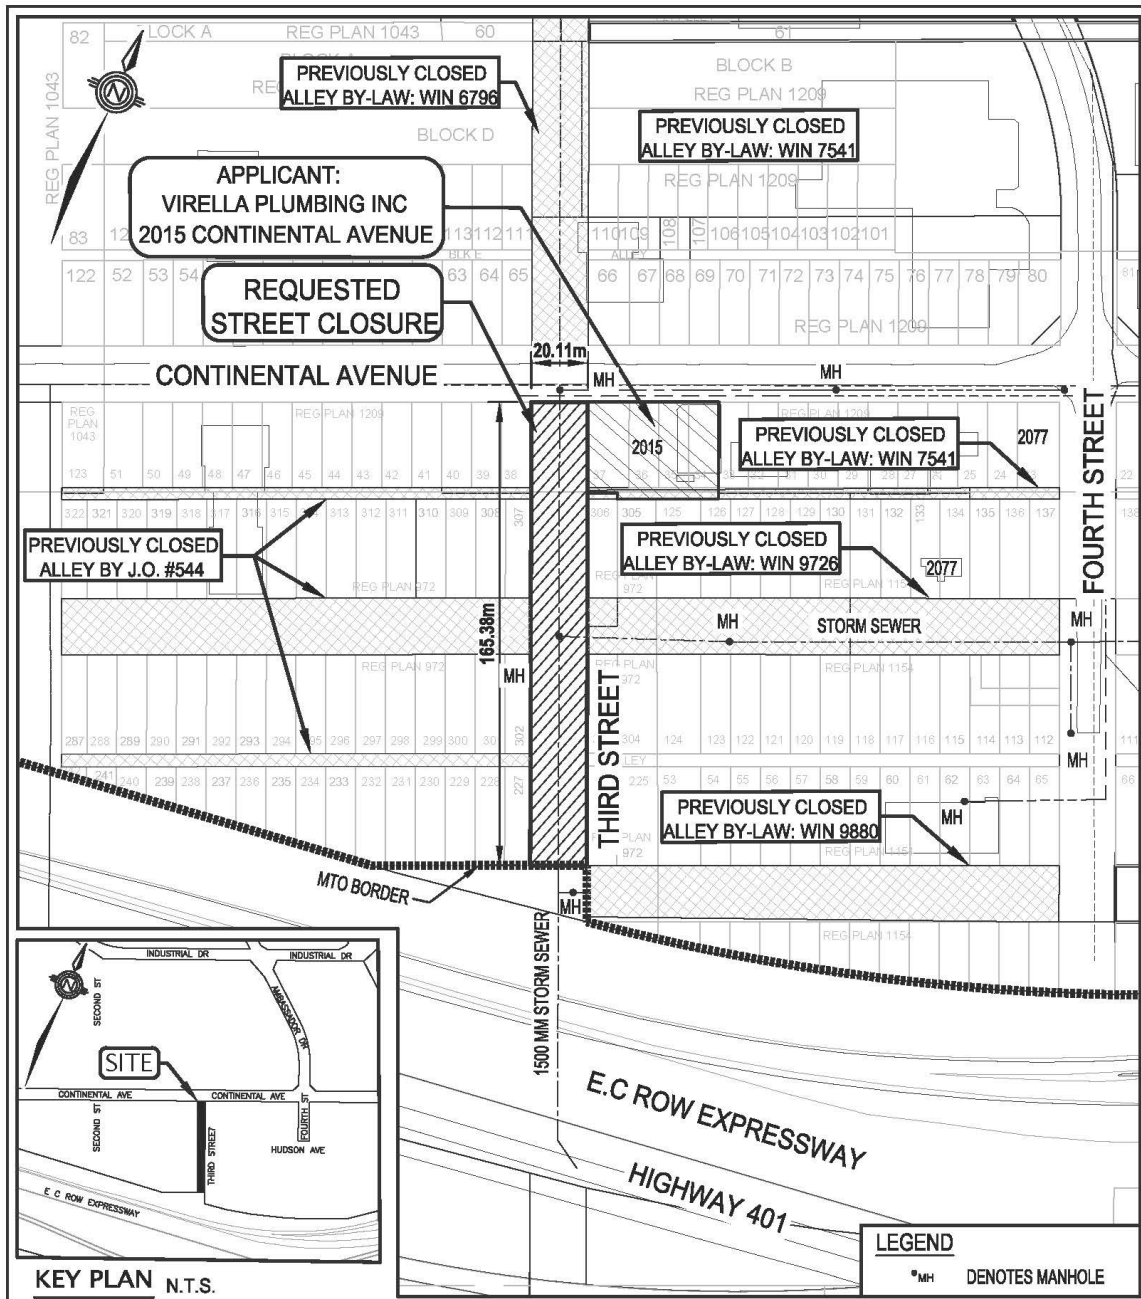 82
LOCK A
REG PLAN 1043
60
61
BLOCK B
REG PLAN 1209
REG PLAN 1043
N
PREVIOUSLY CLOSED
ALLEY BY-LAW: WIN 6796
BLOCK D
PREVIOUSLY CLOSED
ALLEY BY-LAW: WIN 7541
REG PLAN 1209
APPLICANT:
VIRELLA PLUMBING INC
2015 CONTINENTAL AVENUE
83
113 112 111
110 109 108 107 106 105 104 103 102 101
BLK E
ALLEY
122 52 53 54
63 64 65
66 67 68 69 70 71 72 73 74 75 76 77 78 79 80
81
REQUESTED
STREET CLOSURE
REG PLAN 1209
20.11m
CONTINENTAL AVENUE
MH
MH
REG
PLAN
1043
REG PLAN 1209
REG PLAN 1209
2015
PREVIOUSLY CLOSED
ALLEY BY-LAW: WIN 7541
2077
FOURTH STREET
123 51 50 49 48 47 46 45 44 43 42 41 40 39 38
25 24
22
322 321 320 319 318 317 316 315 313 312 311 310 309 308 307
306 305 125 126 127 128 129 130 131 132 133 134 135 136 137
138
PREVIOUSLY CLOSED
ALLEY BY J.O. #544
PREVIOUSLY CLOSED
ALLEY BY-LAW: WIN 9726
2077
REG PLAN 972
REG PLAN
972
165.38m
MH
STORM SEWER
MH
REG PLAN 972
MH
REG PLAN
972
REG PLAN 1154
THIRD STREET
287 288 289 290 291 292 293 294 295 296 297 298 299 300 302
304 124 123 122 121 120 119 118 117 116 115 114 113 112
111
MH
241 240 239 238 237 236 235 234 233 232 231 230 229 228 227
225 53 54 55 56 57 58 59 60 61 62 63 64 65
66
PREVIOUSLY CLOSED
ALLEY BY-LAW: WIN 9880
MH
PLAN
972
REG PLAN 1154
MTO BORDER
MH
REG PLAN 1154
1500 MM STORM SEWER
E.C ROW EXPRESSWAY
HIGHWAY 401
INDUSTRIAL DR
INDUSTRIAL DR
N
SECOND ST
AMBASSADOR DR
SITE
CONTINENTAL AVE
CONTINENTAL AVE
SECOND ST
THIRD STREET
FOURTH ST
HUDSON AVE
E C ROW EXPRESSWAY
KEY PLAN N.T.S.
LEGEND
MH DENOTES MANHOLE